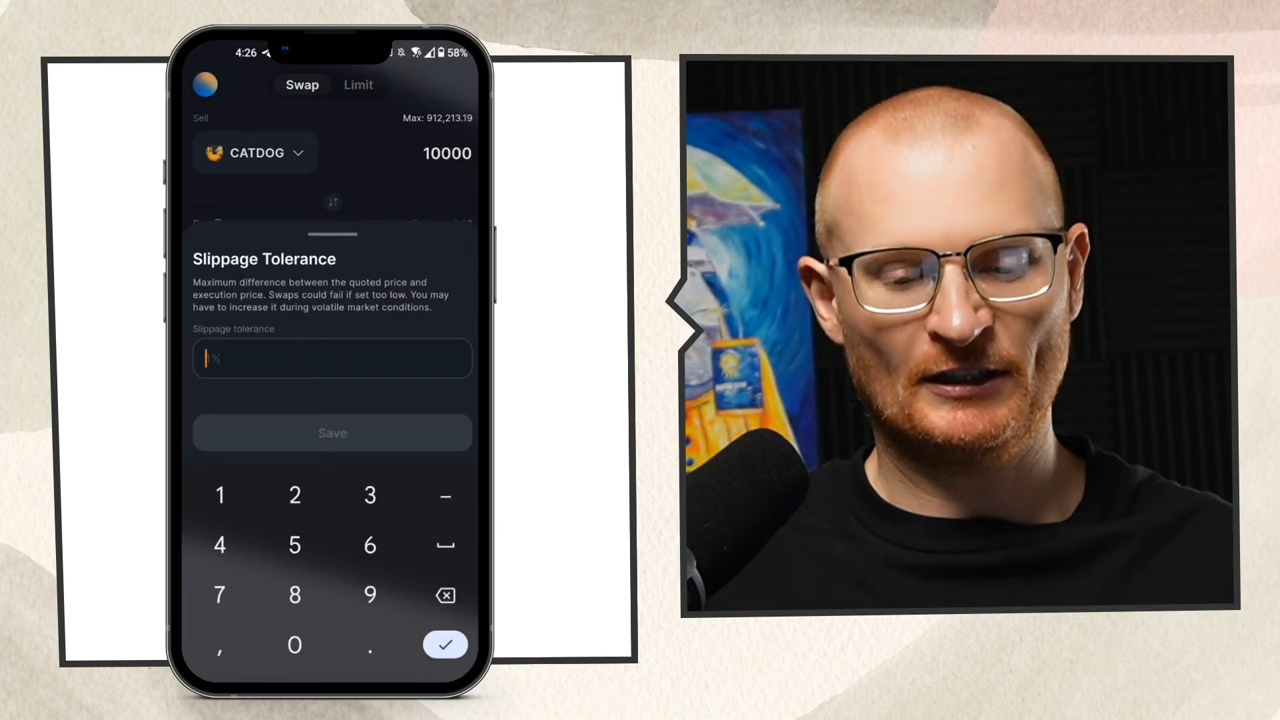 4:26
58%
Swap
Limit
Sell
Max: 912,213.19
CATDOG
10000
Slippage Tolerance
Maximum difference between the quoted price and
execution price. Swaps could fail if set too low. You may
have to increase it during volatile market conditions.
Slippage tolerance
%
Save
1 2 3 –
4 5 6
7 8 9
, 0 .